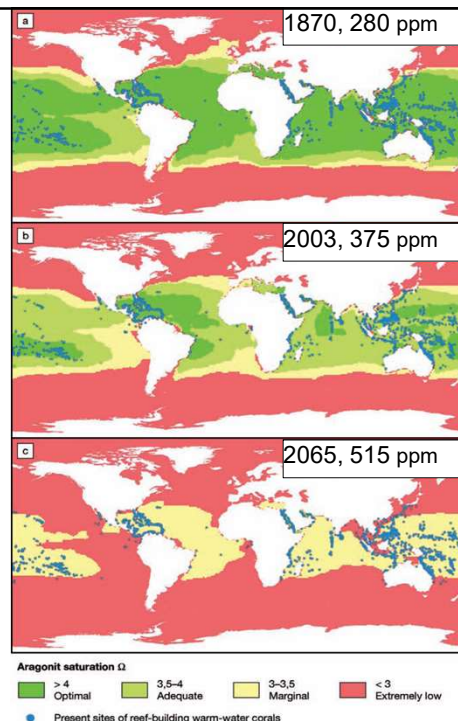 a
1870, 280 ppm
b
2003, 375 ppm
c
2065, 515 ppm
Aragonit saturation Ω
> 4
Optimal
3,5–4
Adequate
3–3,5
Marginal
< 3
Extremely low
Present sites of reef-building warm-water corals